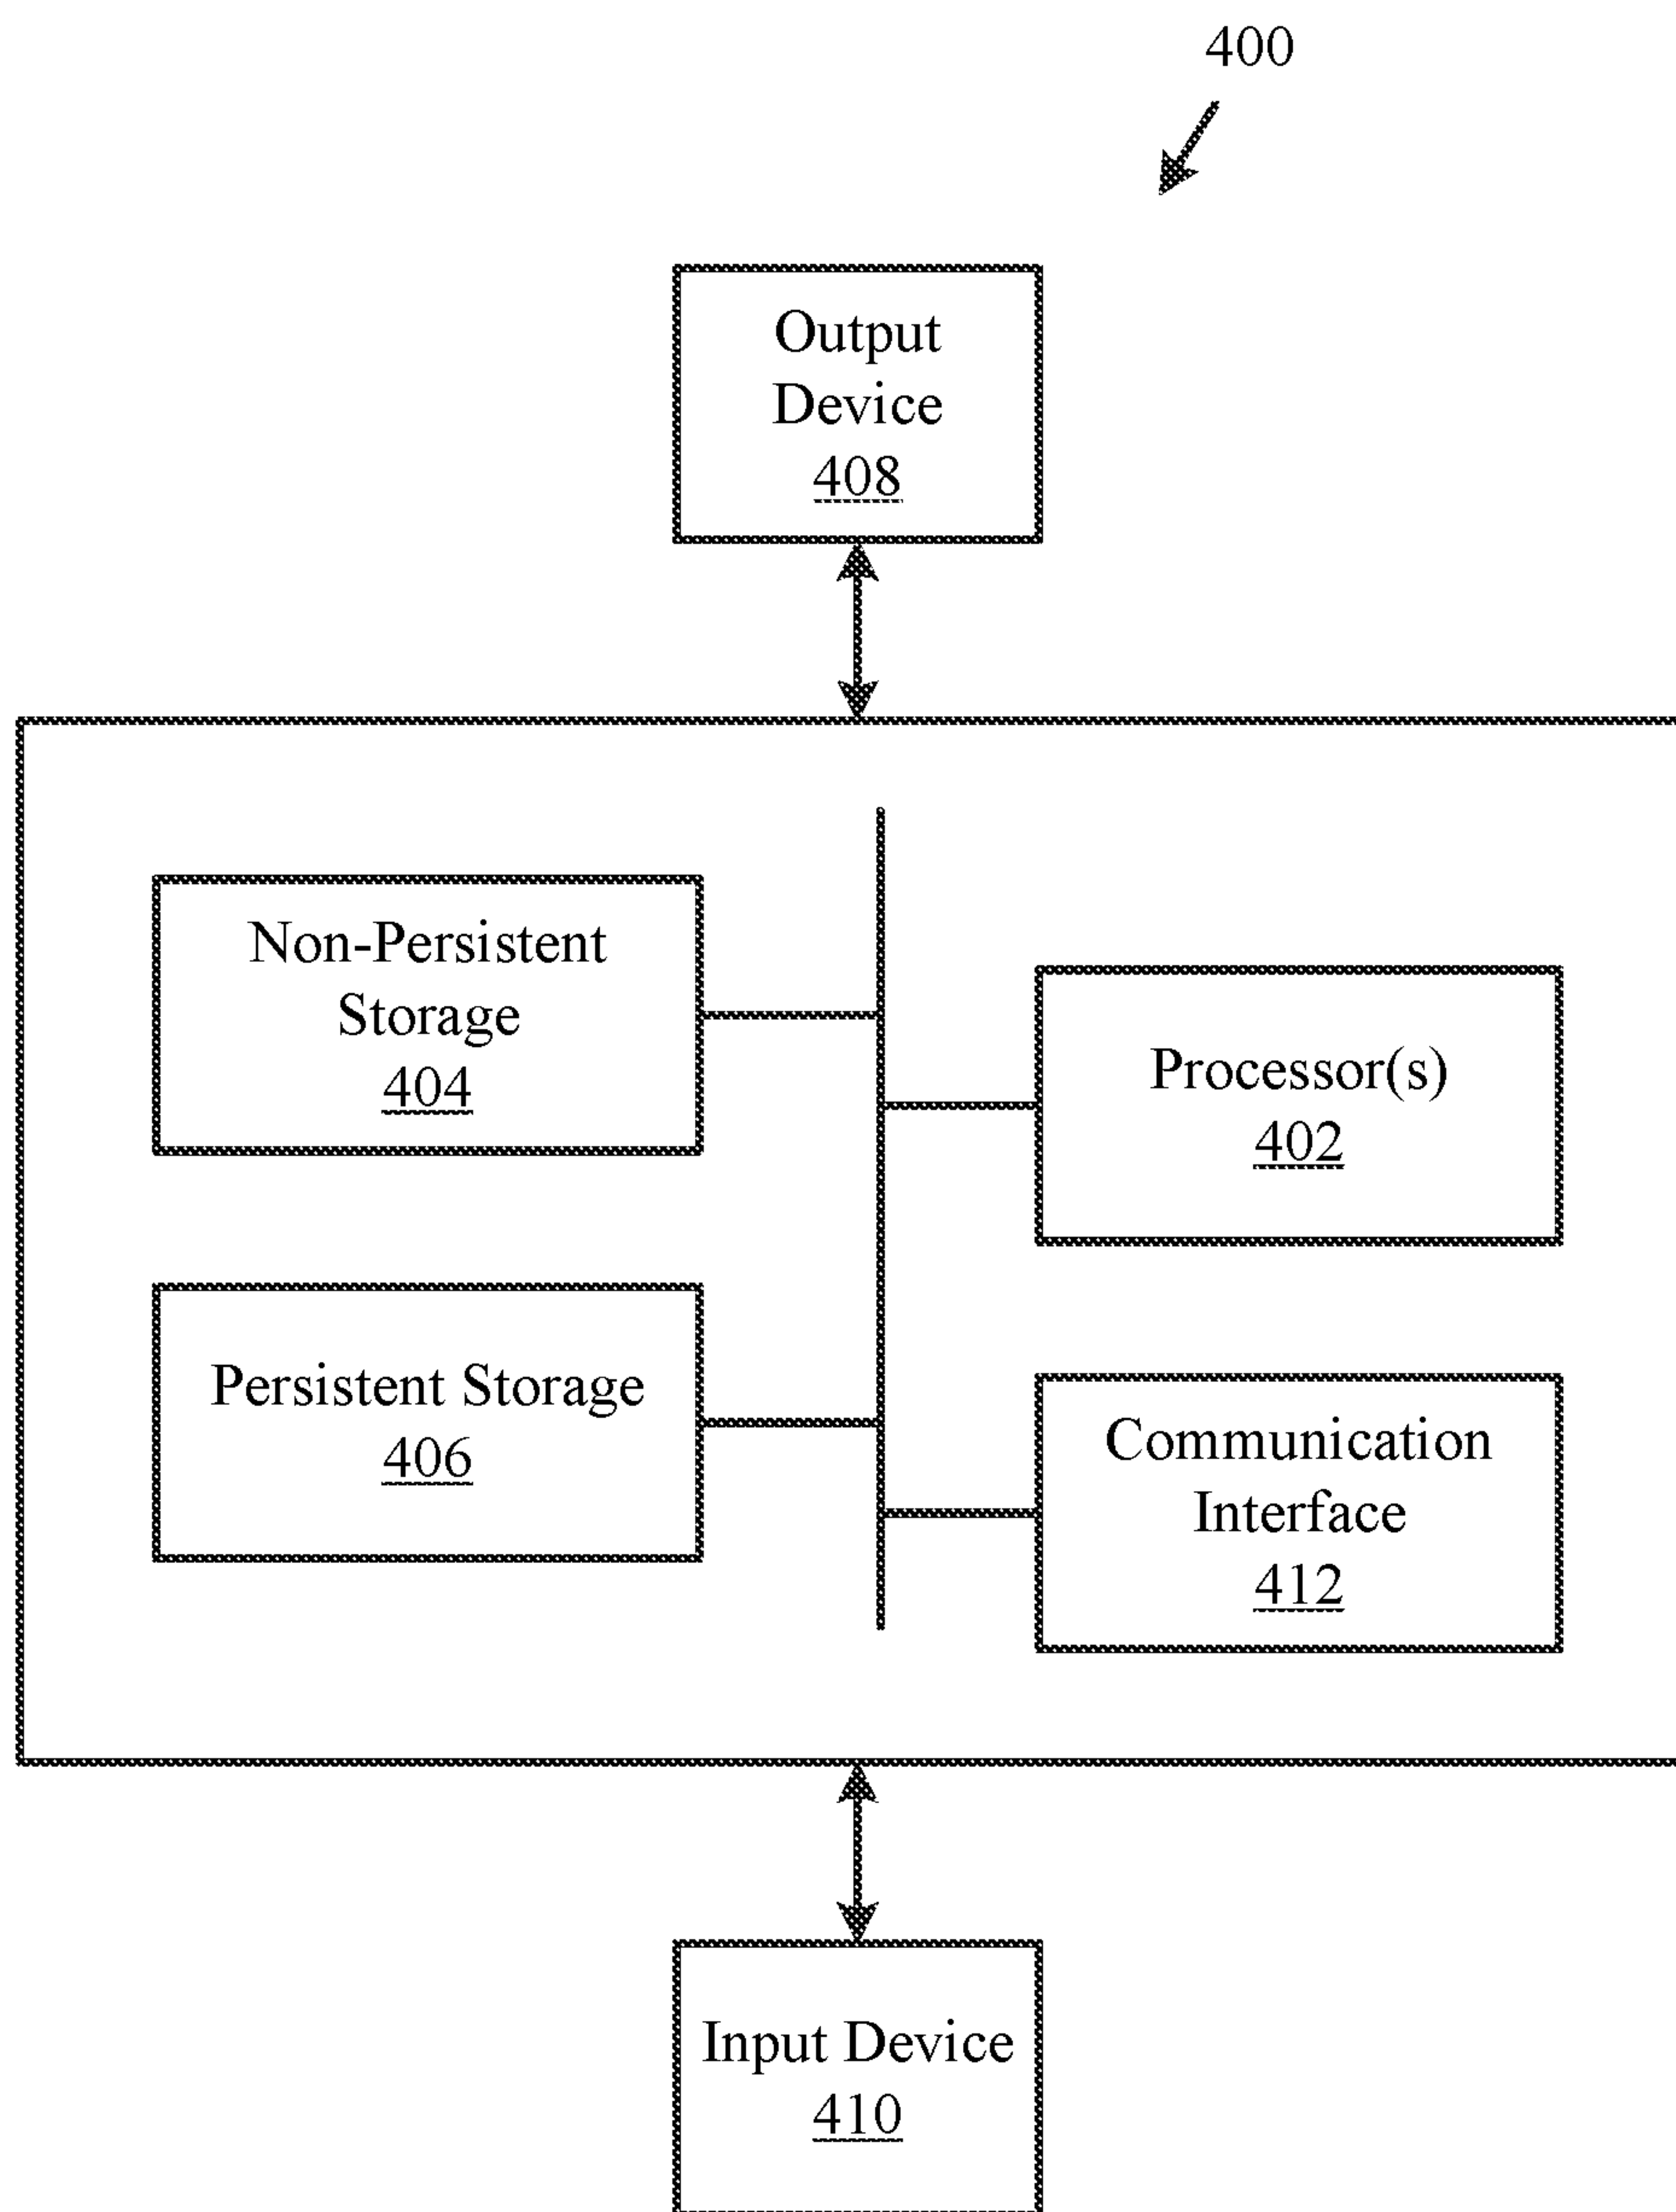 400
Output
Device
408
Non-Persistent
Storage
404
Processor(s)
402
Persistent Storage
406
Communication
Interface
412
Input Device
410